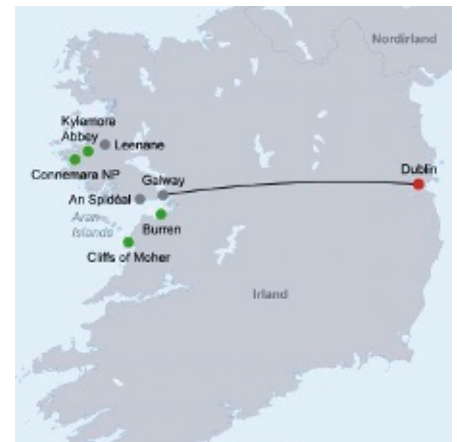 Nordirland
Kylemore
Abbey
Leenane
Connemara NP
Galway
Dublin
An Spidéal
Aran
Islands
Burren
Cliffs of Moher
Irland